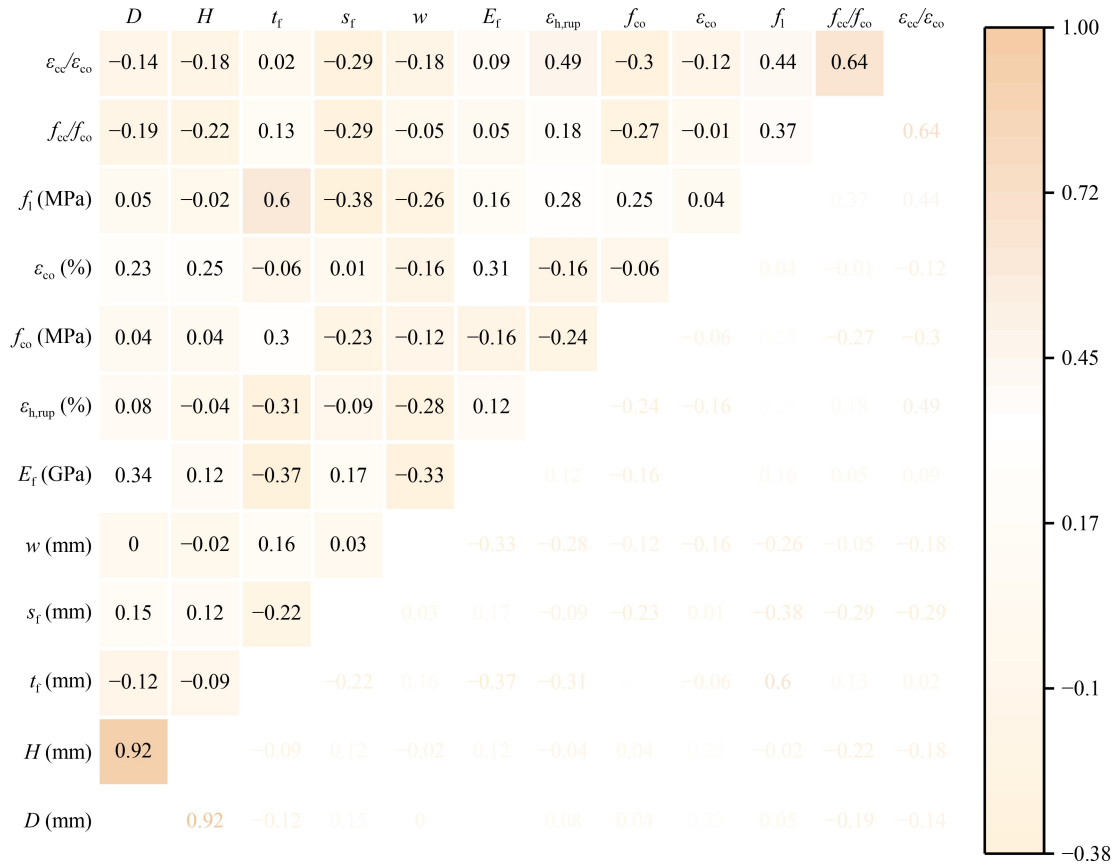 D H t_f s_f w E_f ε_h,rup f_co ε_co f_l f_cc/f_co ε_cc/ε_co
ε_cc/ε_co −0.14 −0.18 0.02 −0.29 −0.18 0.09 0.49 −0.3 −0.12 0.44 0.64
f_cc/f_co −0.19 −0.22 0.13 −0.29 −0.05 0.05 0.18 −0.27 −0.01 0.37 0.64
f_l (MPa) 0.05 −0.02 0.6 −0.38 −0.26 0.16 0.28 0.25 0.04 0.37 0.44
ε_co (%) 0.23 0.25 −0.06 0.01 −0.16 0.31 −0.16 −0.06 0.04 −0.01 −0.12
f_co (MPa) 0.04 0.04 0.3 −0.23 −0.12 −0.16 −0.24 −0.06 −0.27 −0.3
ε_h,rup (%) 0.08 −0.04 −0.31 −0.09 −0.28 0.12 −0.24 −0.16 0.18 0.49
E_f (GPa) 0.34 0.12 −0.37 0.17 −0.33 0.12 −0.16 0.16 0.05 0.09
w (mm) 0 −0.02 0.16 0.03 −0.33 −0.28 −0.12 −0.16 −0.26 −0.05 −0.18
s_f (mm) 0.15 0.12 −0.22 0.03 0.17 −0.09 −0.23 0.01 −0.38 −0.29 −0.29
t_f (mm) −0.12 −0.09 −0.22 0.16 −0.37 −0.31 −0.06 0.6 0.13 0.02
H (mm) 0.92 −0.09 0.12 −0.02 0.12 −0.04 0.04 −0.02 −0.22 −0.18
D (mm) 0.92 −0.12 0.15 0 0.08 0.04 0.05 −0.19 −0.14
1.00
0.72
0.45
0.17
−0.1
−0.38